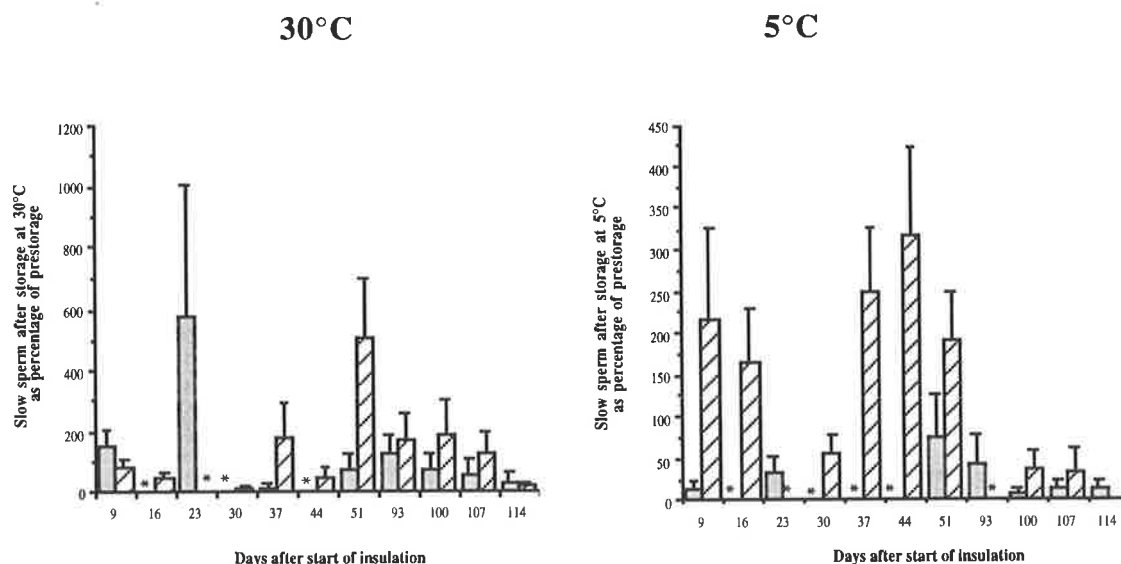 30°C
5°C
Slow sperm after storage at 30°C
as percentage of prestorage
1200
1000
800
600
400
200
0
* * * *
9 16 23 30 37 44 51 93 100 107 114
Days after start of insulation
Slow sperm after storage at 5°C
as percentage of prestorage
450
400
350
300
250
200
150
100
50
0
* * * * * *
9 16 23 30 37 44 51 93 100 107 114
Days after start of insulation